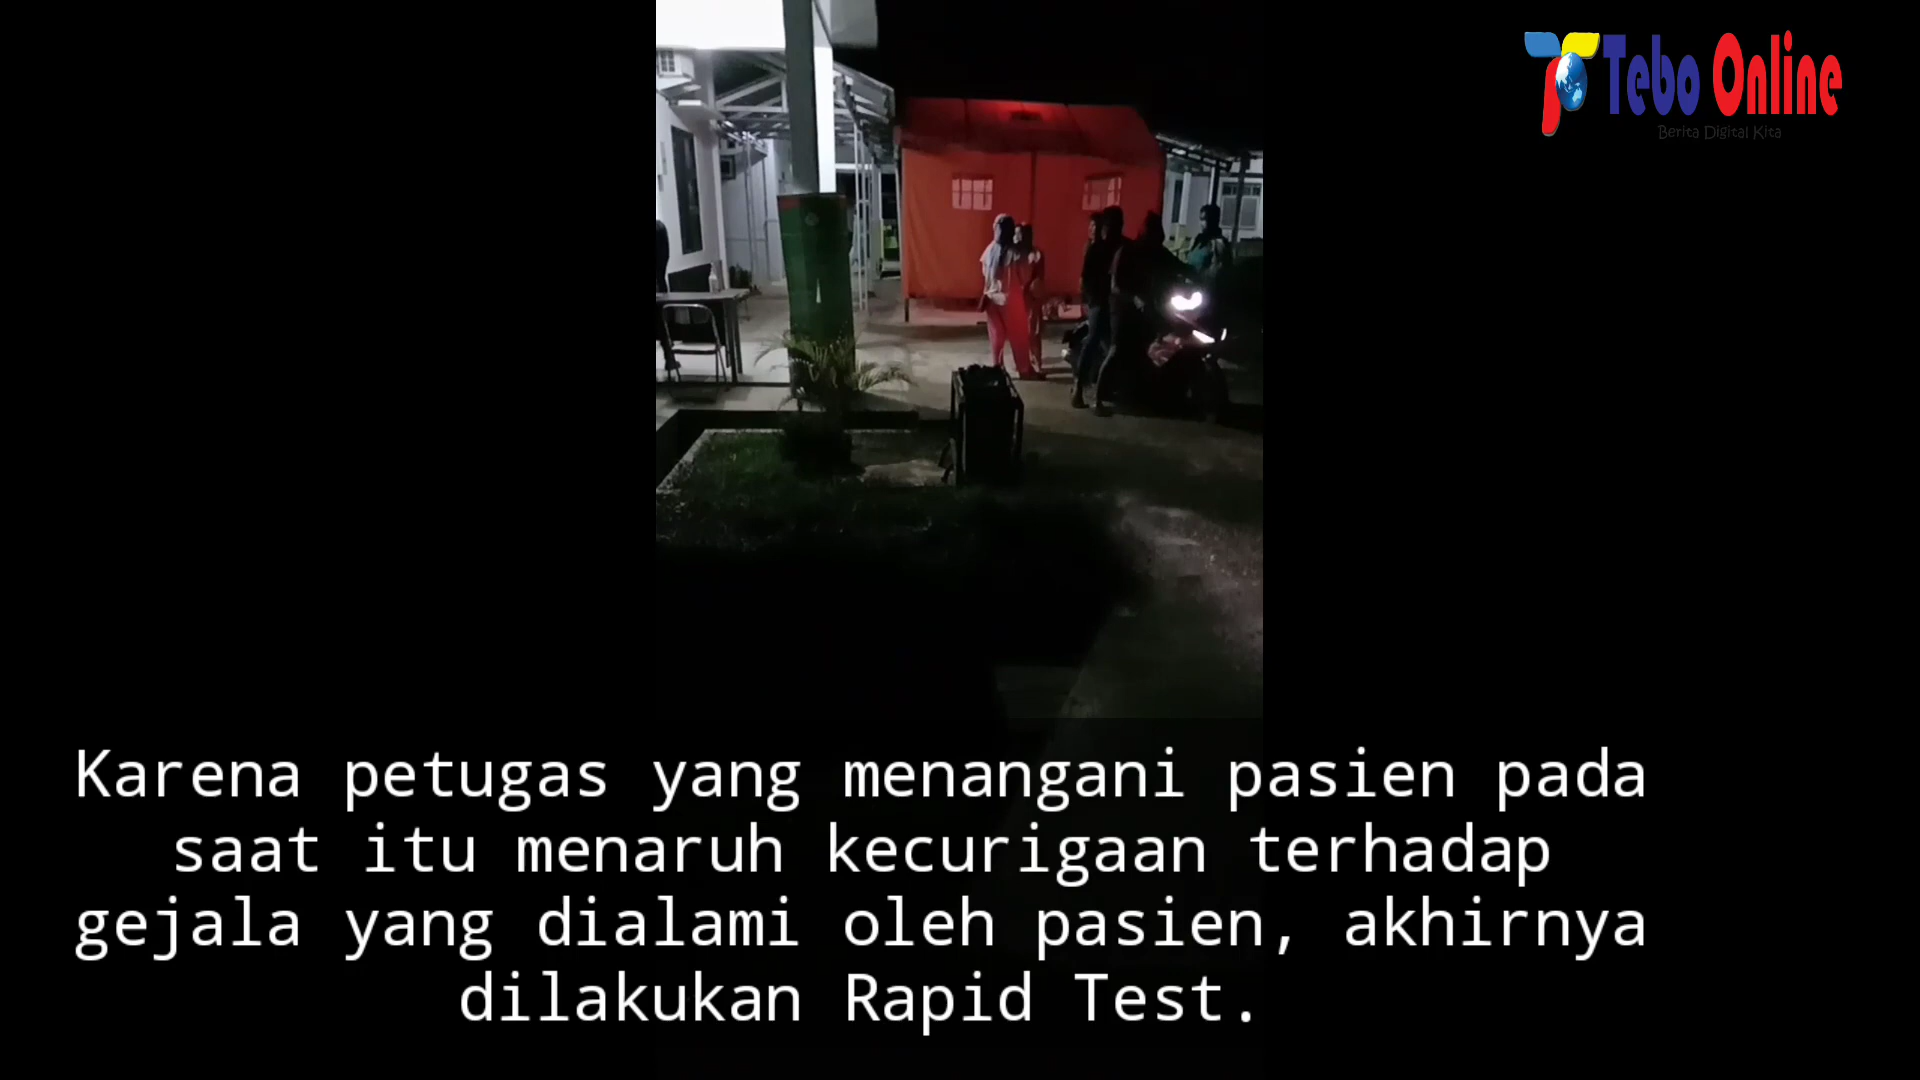 Tebo Online
Berita Digital Kita
Karena petugas yang menangani pasien pada
saat itu menaruh kecurigaan terhadap
gejala yang dialami oleh pasien, akhirnya
dilakukan Rapid Test.